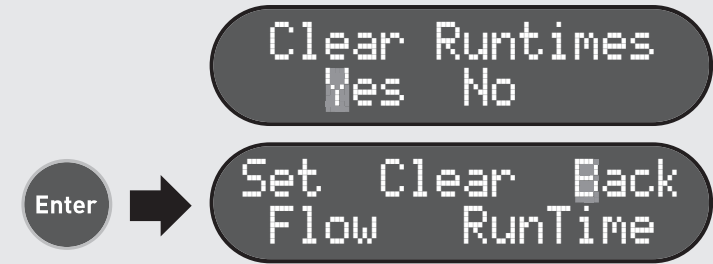 Clear Runtimes
Yes No
Enter
Set Clear Back
Flow RunTime